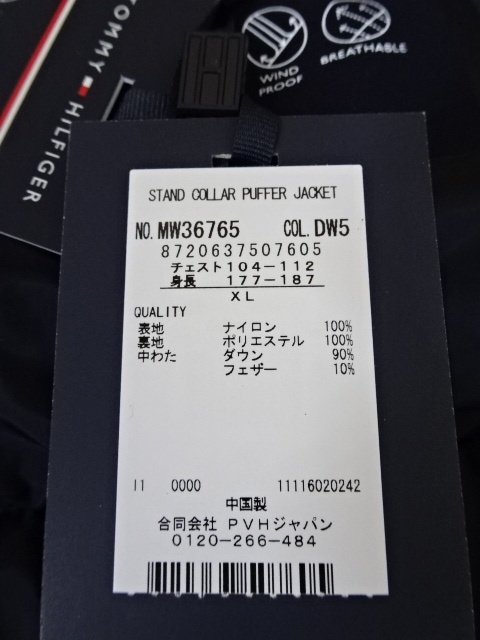 TOMMY HILFIGER
WIND
PROOF
BREATHABLE
STAND COLLAR PUFFER JACKET
NO. MW36765 COL. DW5
8720637507605
チェスト 104-112
身長 177-187
XL
QUALITY
表地 ナイロン 100%
裏地 ポリエステル 100%
中わた ダウン 90%
フェザー 10%
11 0000 11116020242
中国製
合同会社 PVHジャパン
0120-266-484